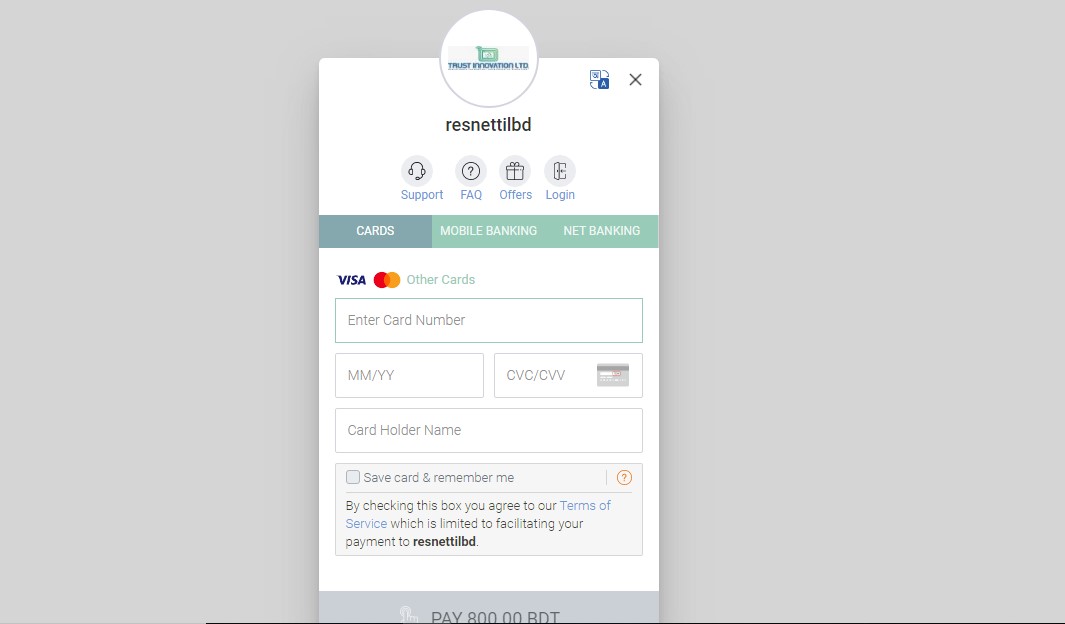 TRUST INNOVATION LTD.
resnettilbd
Support FAQ Offers Login
CARDS MOBILE BANKING NET BANKING
VISA Other Cards
Enter Card Number
MM/YY CVC/CVV
Card Holder Name
Save card & remember me ?
By checking this box you agree to our Terms of
Service which is limited to facilitating your
payment to resnettilbd.
PAY 800.00 BDT